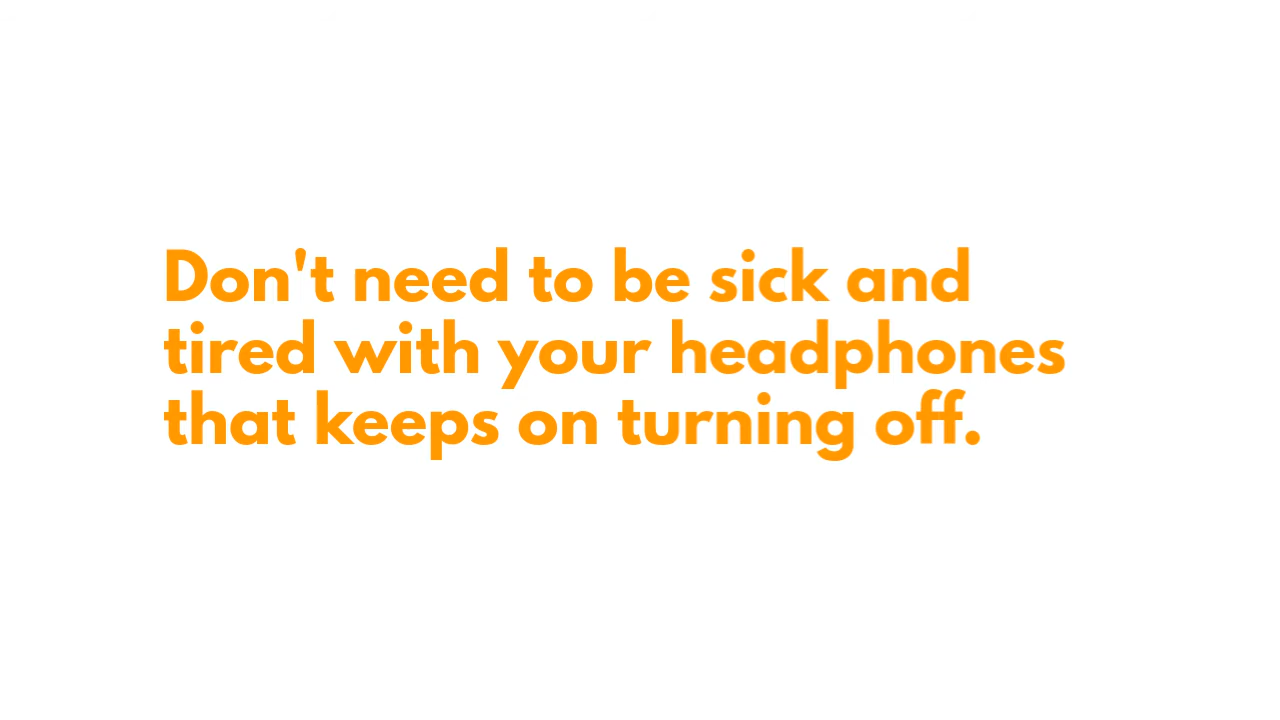 Don't need to be sick and
tired with your headphones
that keeps on turning off.